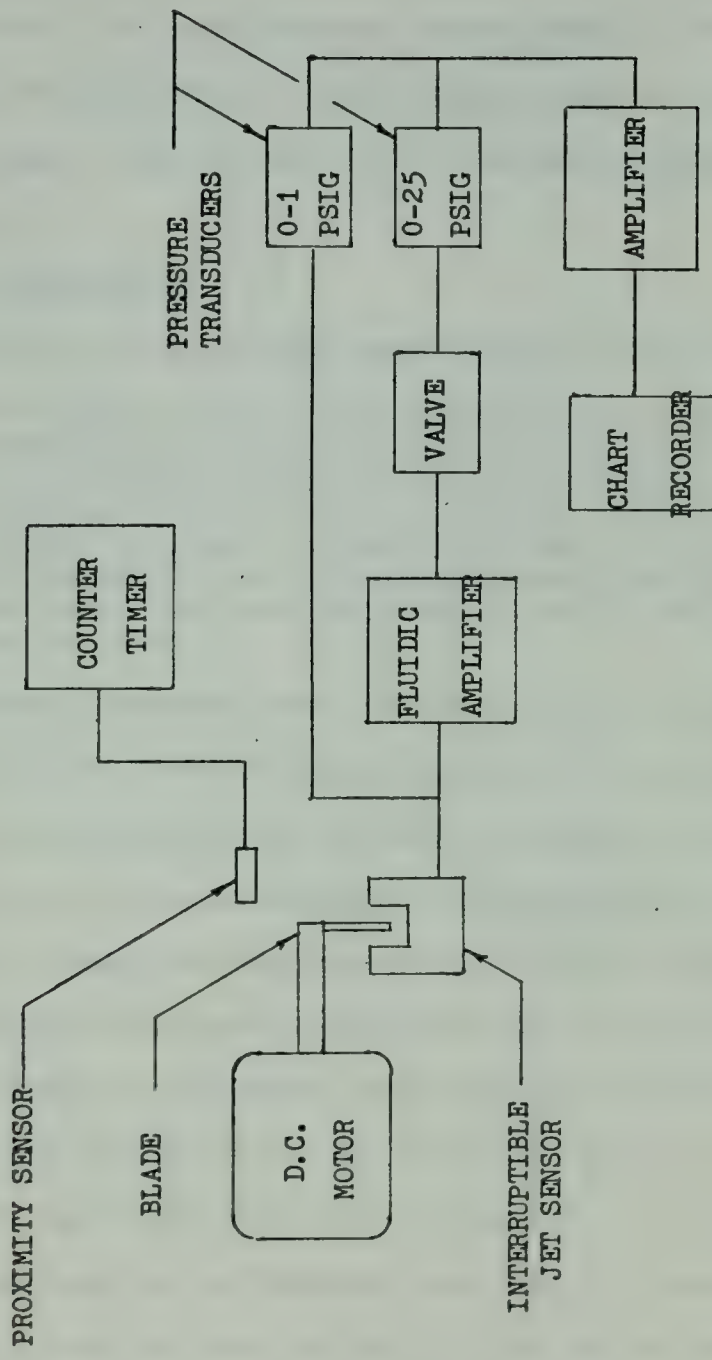 PROXIMITY SENSOR
BLADE
D.C.
MOTOR
INTERRUPTIBLE
JET SENSOR
COUNTER
TIMER
FLUIDIC
AMPLIFIER
VALVE
PRESSURE
TRANSDUCERS
0-1
PSIG
0-25
PSIG
AMPLIFIER
CHART
RECORDER